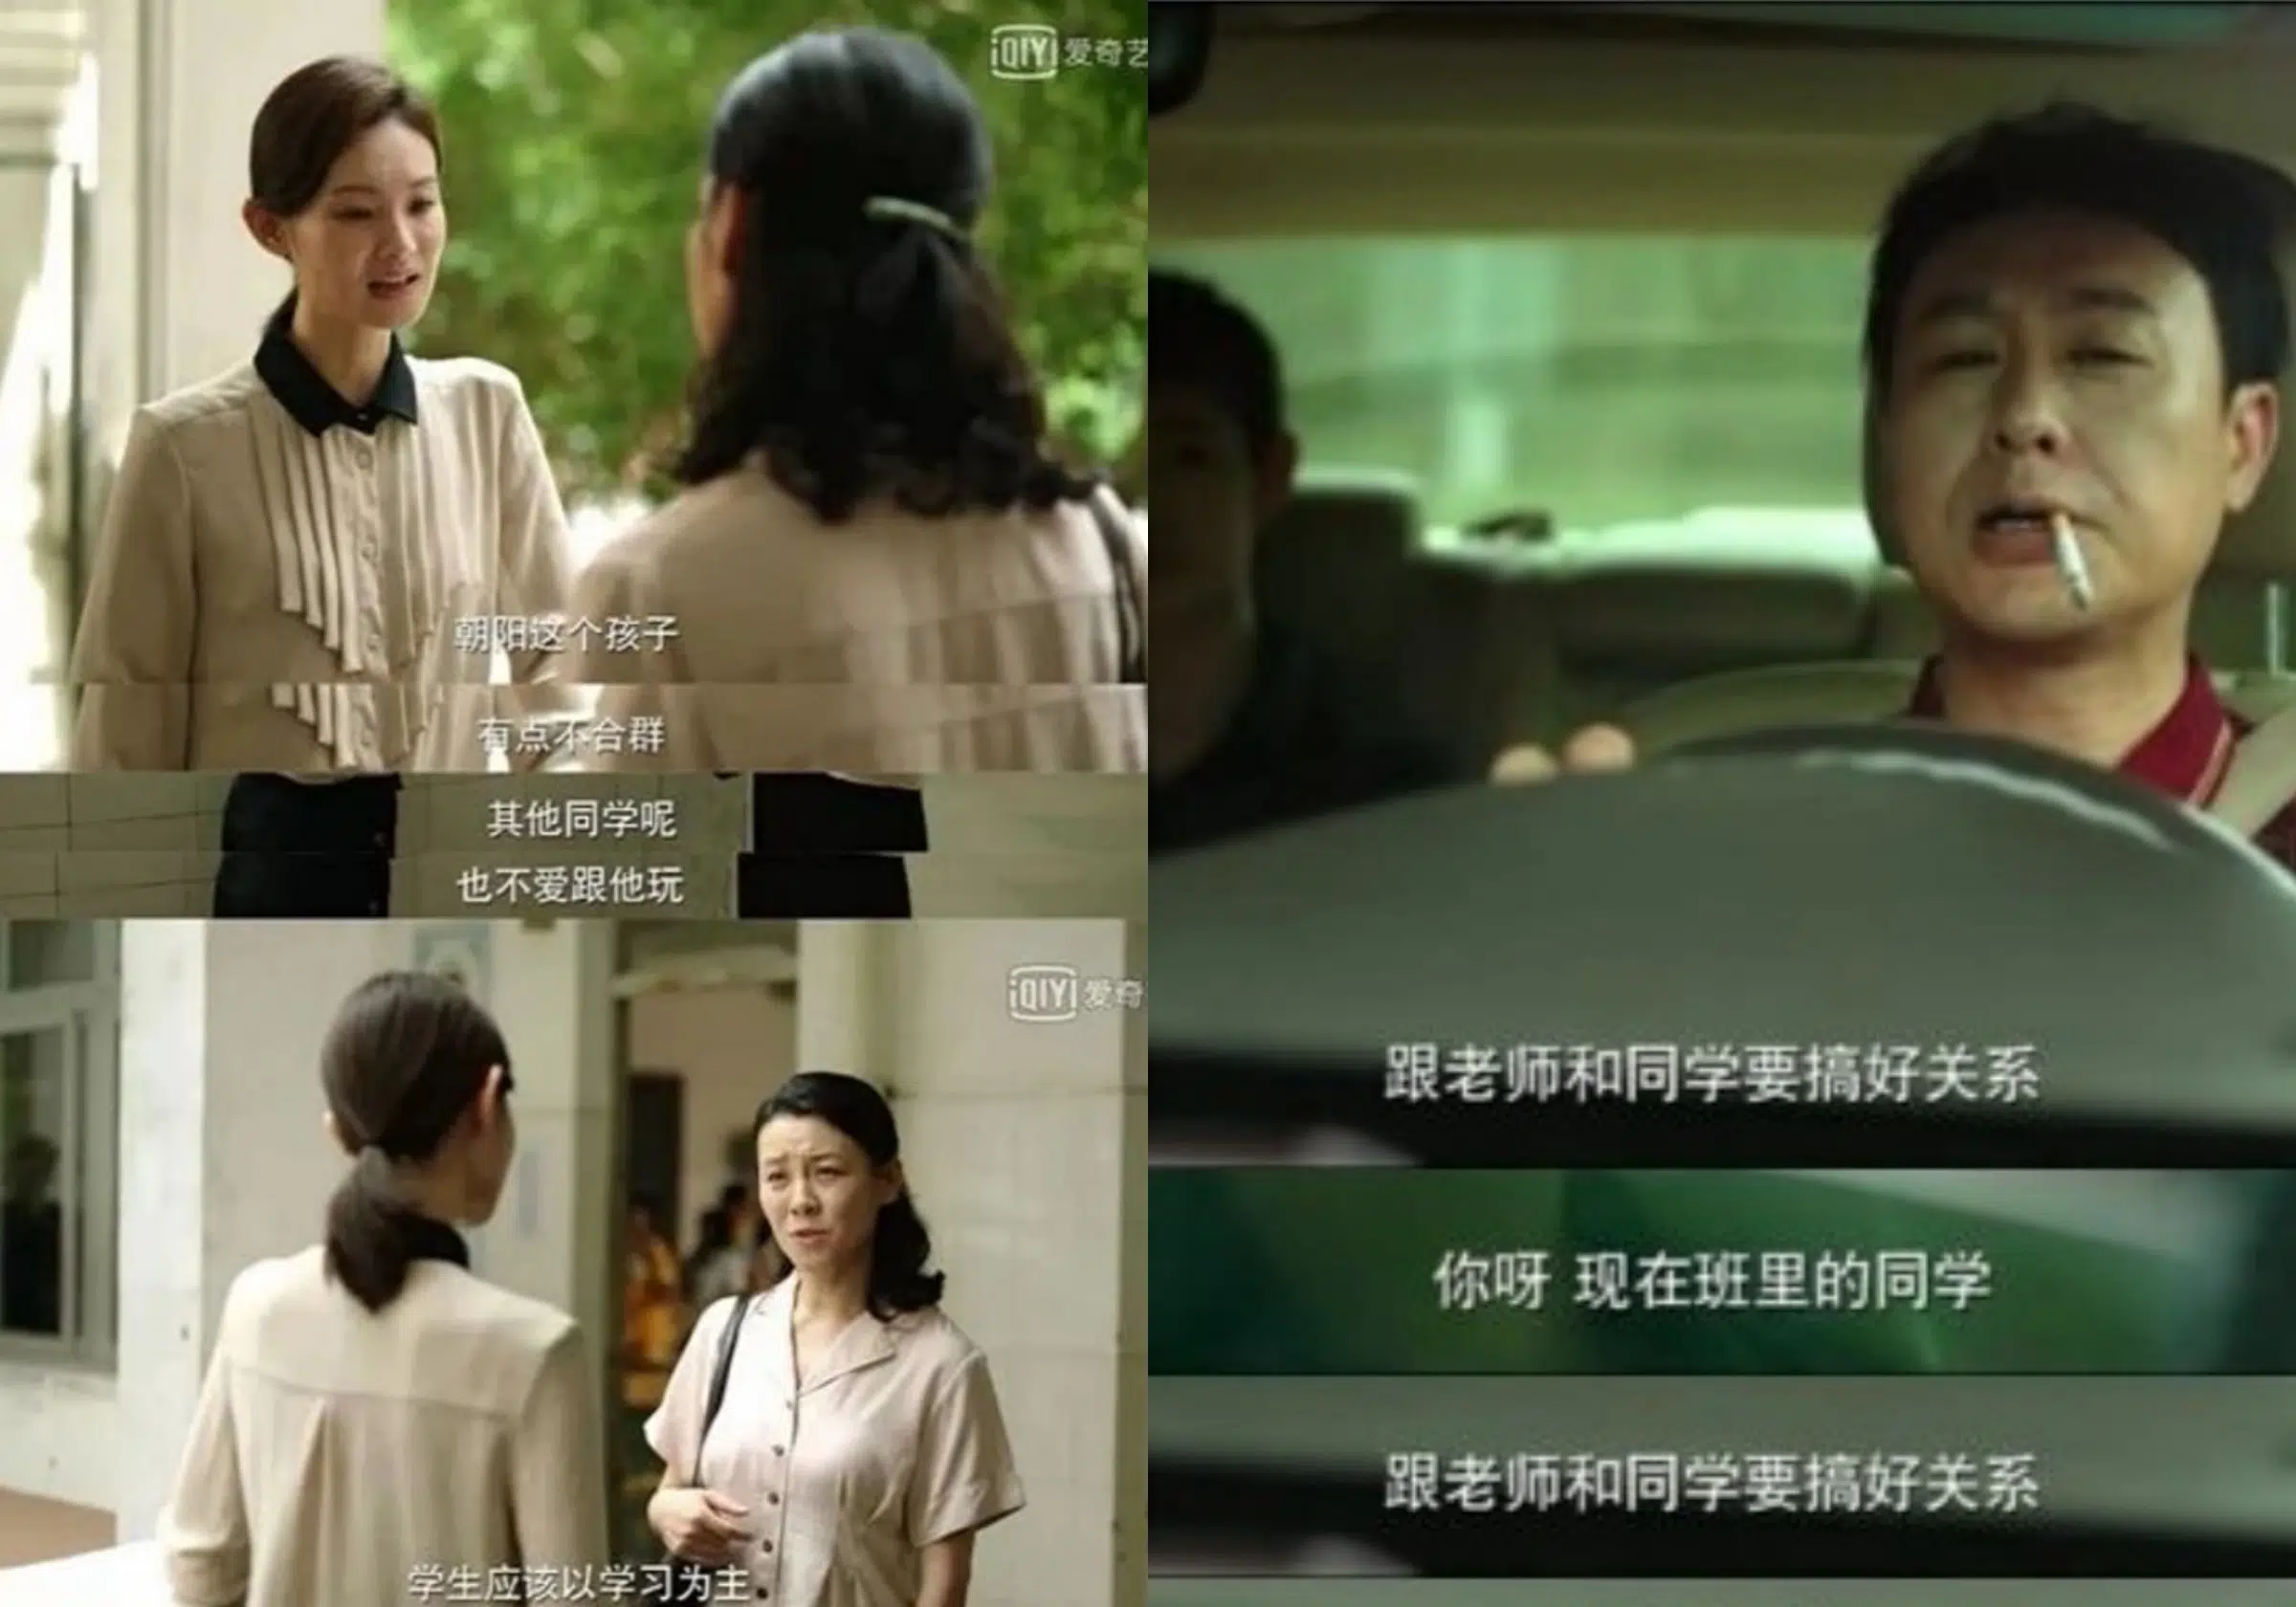 iQIYI 爱奇艺
朝阳这个孩子
有点不合群
其他同学呢
也不爱跟他玩
iQIYI 爱奇
学生应该以学习为主
跟老师和同学要搞好关系
你呀 现在班里的同学
跟老师和同学要搞好关系